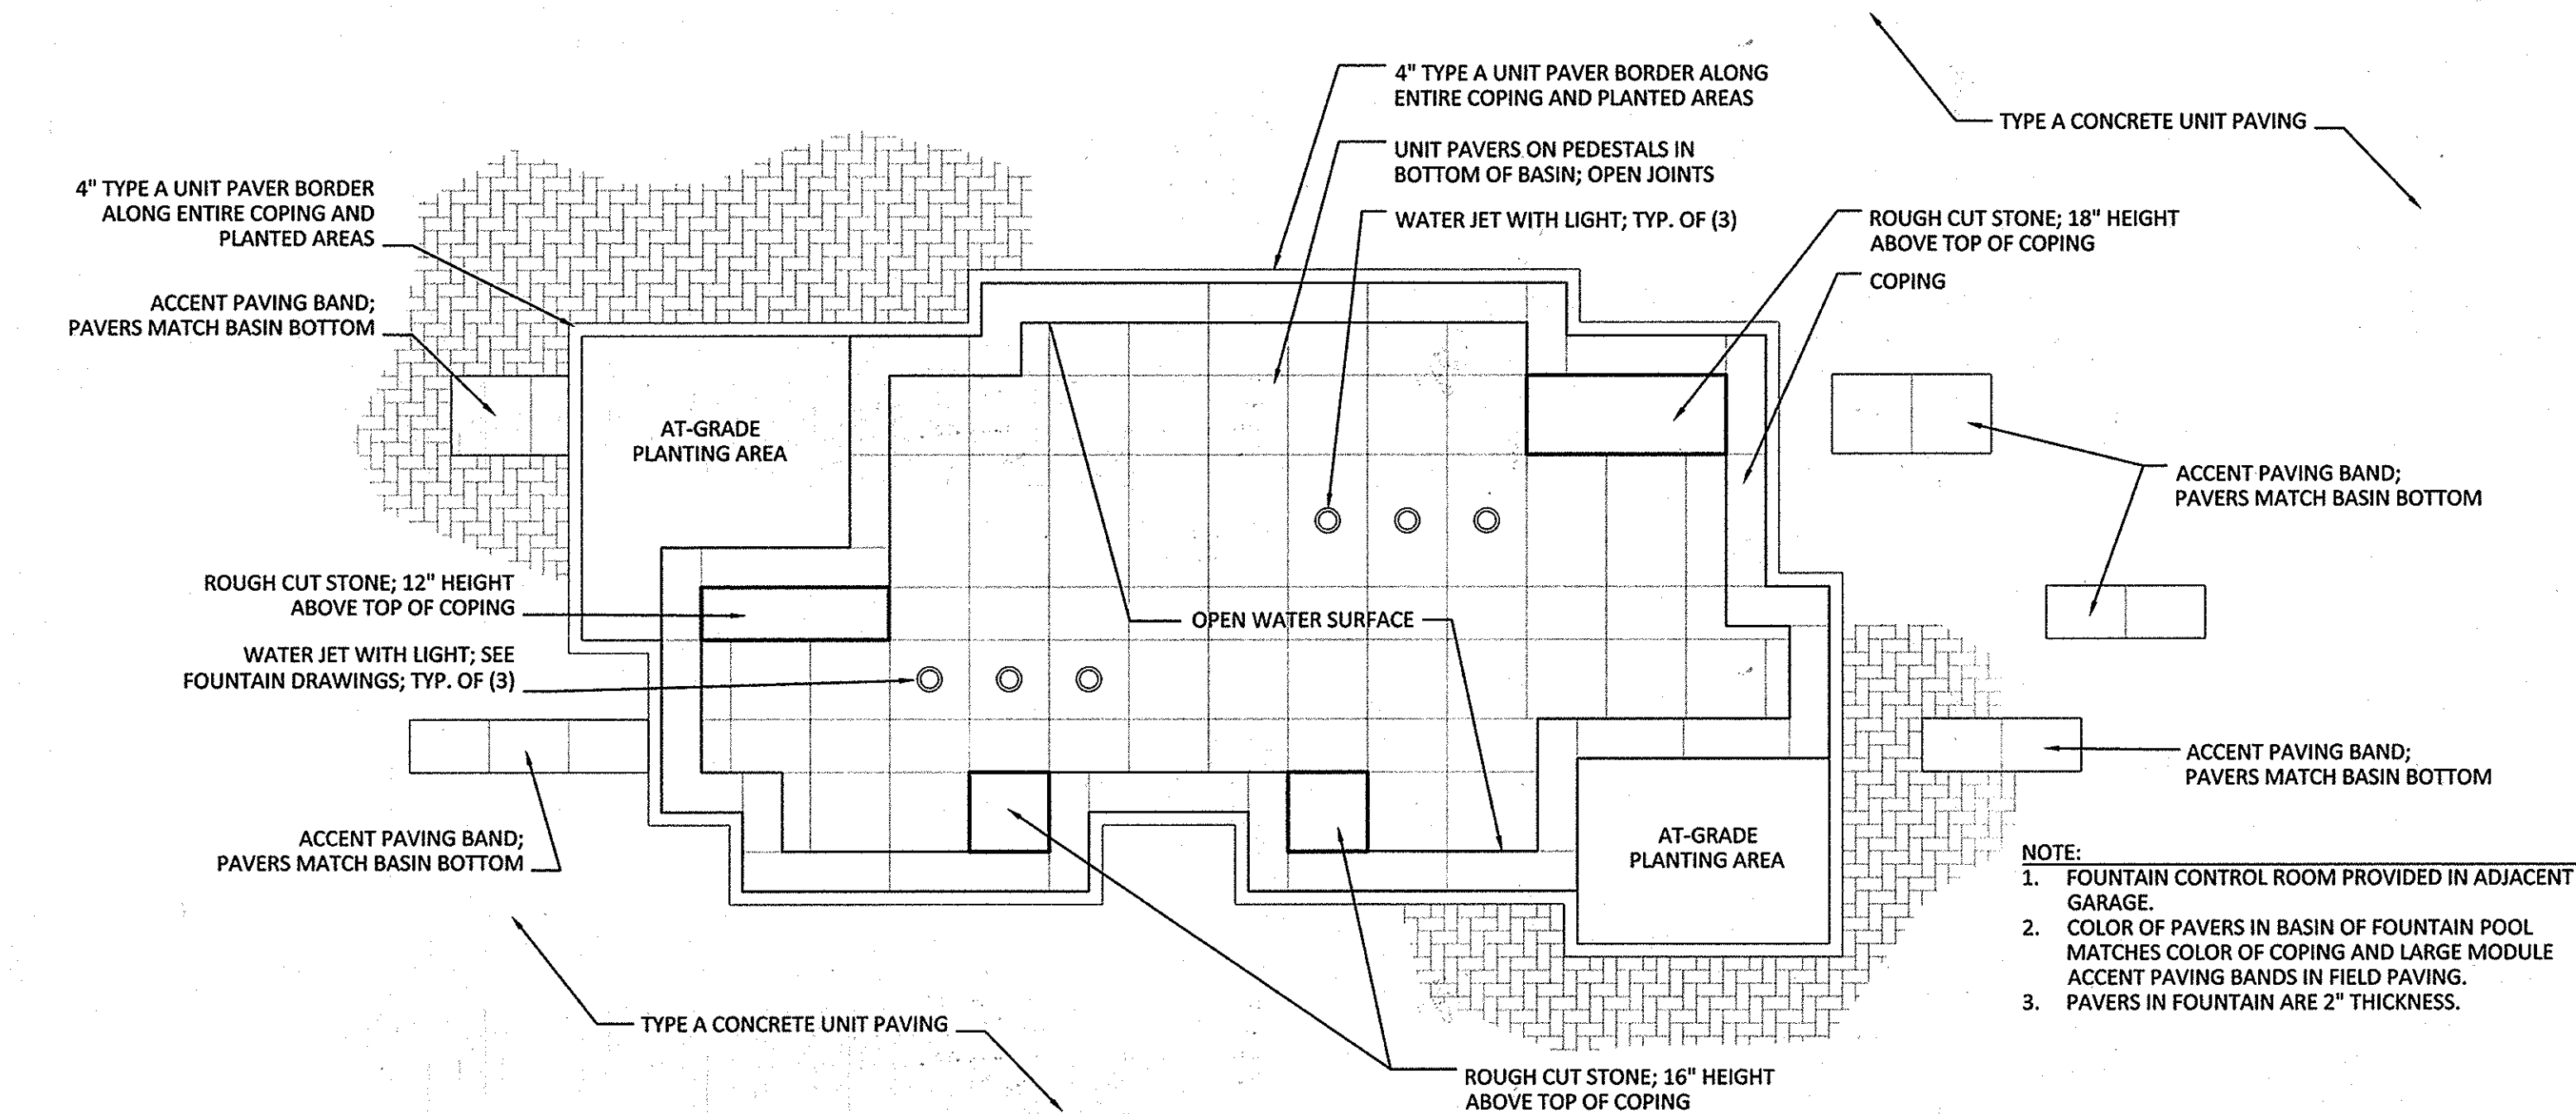 4" TYPE A UNIT PAVER BORDER ALONG
ENTIRE COPING AND PLANTED AREAS
TYPE A CONCRETE UNIT PAVING
UNIT PAVERS ON PEDESTALS IN
BOTTOM OF BASIN; OPEN JOINTS
4" TYPE A UNIT PAVER BORDER
ALONG ENTIRE COPING AND
PLANTED AREAS
WATER JET WITH LIGHT; TYP. OF (3)
ROUGH CUT STONE; 18" HEIGHT
ABOVE TOP OF COPING
COPING
ACCENT PAVING BAND;
PAVERS MATCH BASIN BOTTOM
AT-GRADE
PLANTING AREA
ACCENT PAVING BAND;
PAVERS MATCH BASIN BOTTOM
ROUGH CUT STONE; 12" HEIGHT
ABOVE TOP OF COPING
OPEN WATER SURFACE
WATER JET WITH LIGHT; SEE
FOUNTAIN DRAWINGS; TYP. OF (3)
ACCENT PAVING BAND;
PAVERS MATCH BASIN BOTTOM
ACCENT PAVING BAND;
PAVERS MATCH BASIN BOTTOM
AT-GRADE
PLANTING AREA
NOTE:
1. FOUNTAIN CONTROL ROOM PROVIDED IN ADJACENT
GARAGE.
2. COLOR OF PAVERS IN BASIN OF FOUNTAIN POOL
MATCHES COLOR OF COPING AND LARGE MODULE
ACCENT PAVING BANDS IN FIELD PAVING.
3. PAVERS IN FOUNTAIN ARE 2" THICKNESS.
TYPE A CONCRETE UNIT PAVING
ROUGH CUT STONE; 16" HEIGHT
ABOVE TOP OF COPING